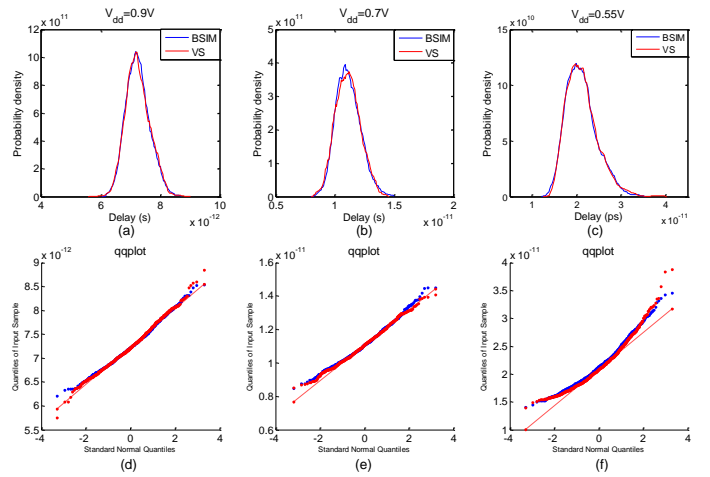 V_dd=0.9V
x 10^11
12
10
8
6
4
2
0
4
6
8
10
x 10^-12
Probability density
Delay (s)
(a)
BSIM
VS
V_dd=0.7V
x 10^11
5
4
3
2
1
0
0.5
1
1.5
2
x 10^-11
Probability density
Delay (s)
(b)
BSIM
VS
V_dd=0.55V
x 10^10
15
10
5
0
1
2
3
4
x 10^-11
Probability density
Delay (ps)
(c)
BSIM
VS
qqplot
x 10^-12
9
8.5
8
7.5
7
6.5
6
5.5
-4
-2
0
2
4
Quantiles of Input Sample
Standard Normal Quantiles
(d)
qqplot
x 10^-11
1.6
1.4
1.2
1
0.8
0.6
-4
-2
0
2
4
Quantiles of Input Sample
Standard Normal Quantiles
(e)
qqplot
x 10^-11
4
3.5
3
2.5
2
1.5
1
-4
-2
0
2
4
Quantiles of Input Sample
Standard Normal Quantiles
(f)